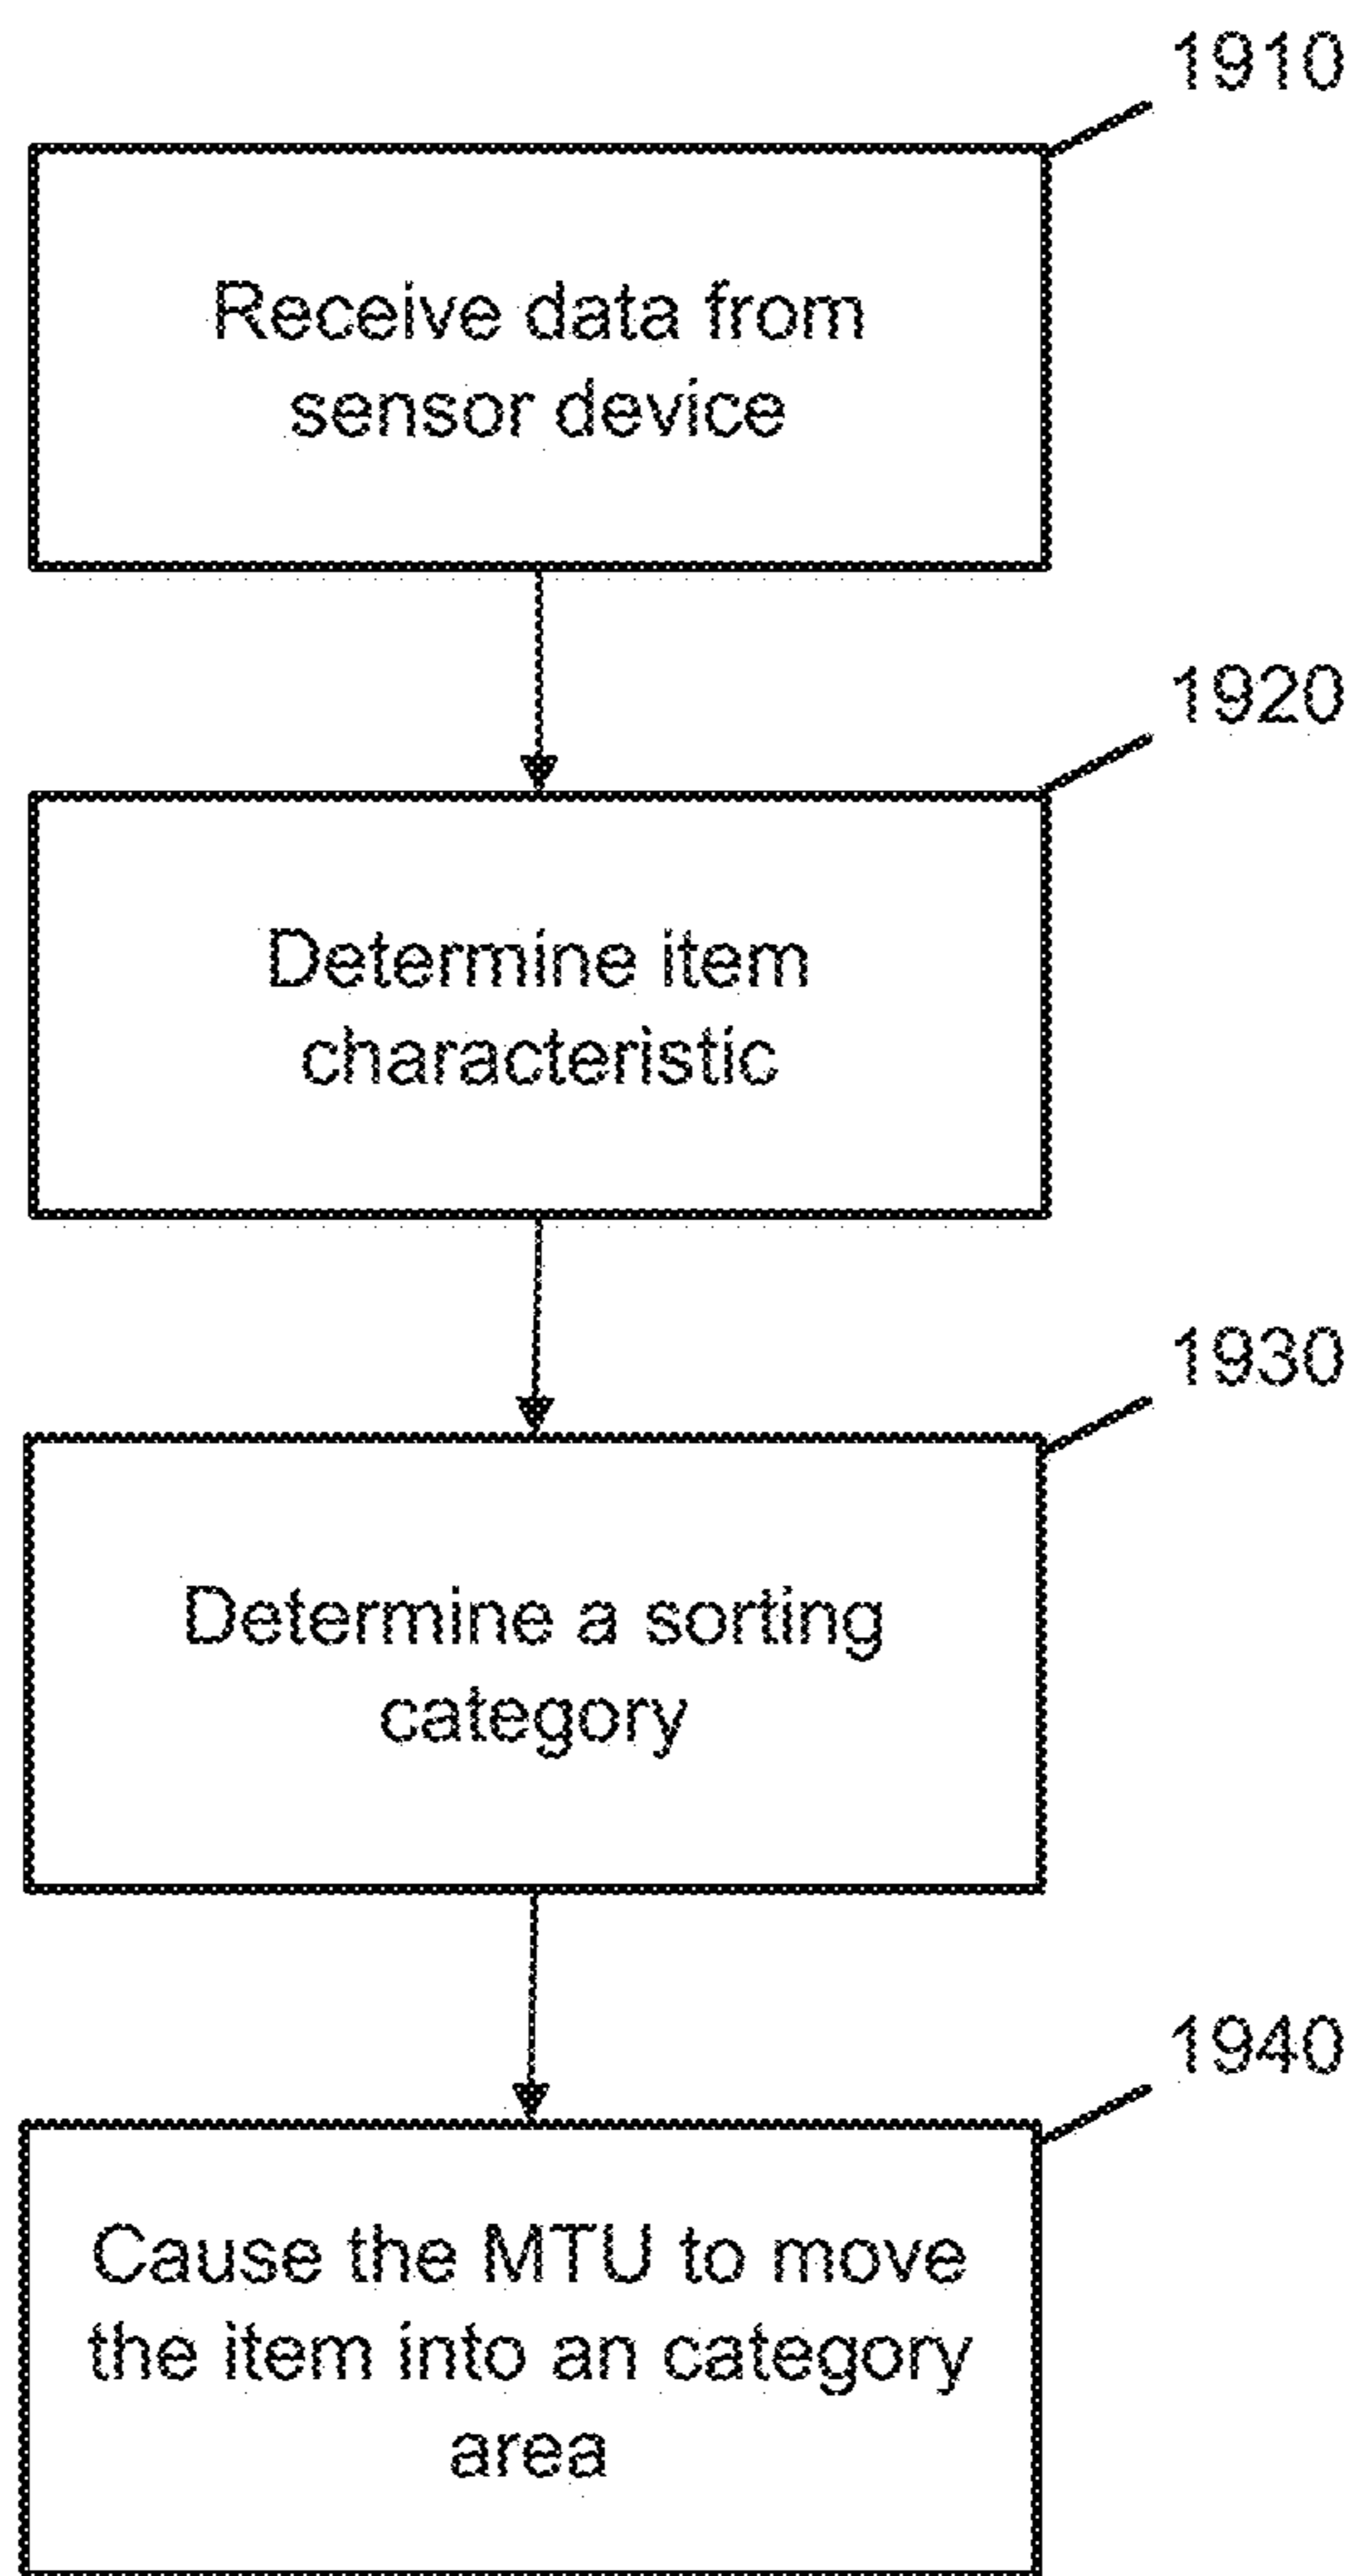 1910
Receive data from
sensor device
1920
Determine item
characteristic
1930
Determine a sorting
category
1940
Cause the MTU to move
the item into an category
area